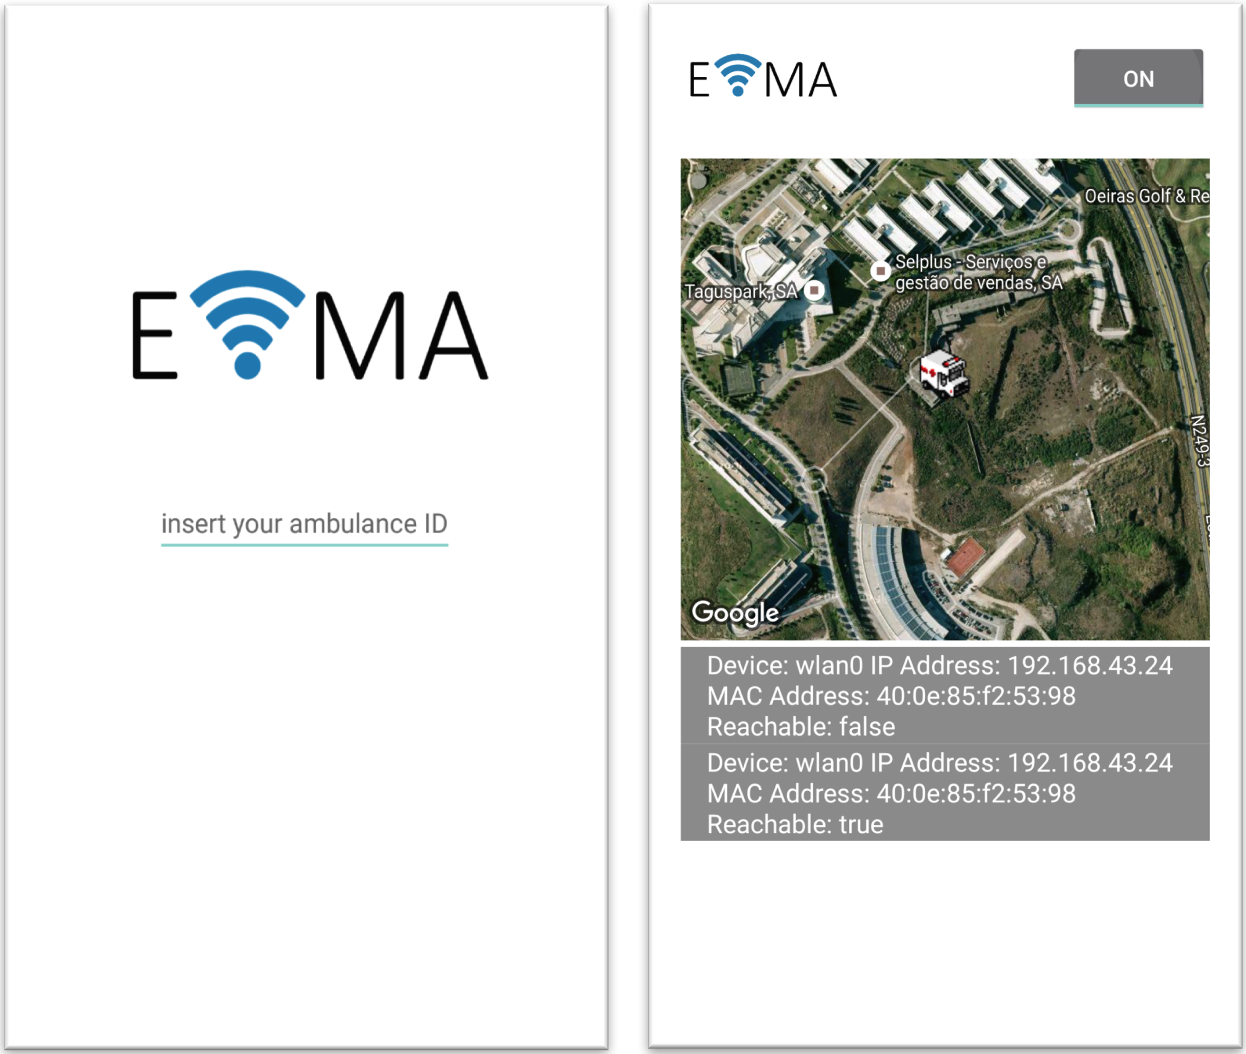 E MA
insert your ambulance ID
E MA
ON
Oeiras Golf & Re
Selplus - Serviços e
gestão de vendas, SA
Taguspark, SA
N249-3
Google
Device: wlan0 IP Address: 192.168.43.24
MAC Address: 40:0e:85:f2:53:98
Reachable: false
Device: wlan0 IP Address: 192.168.43.24
MAC Address: 40:0e:85:f2:53:98
Reachable: true